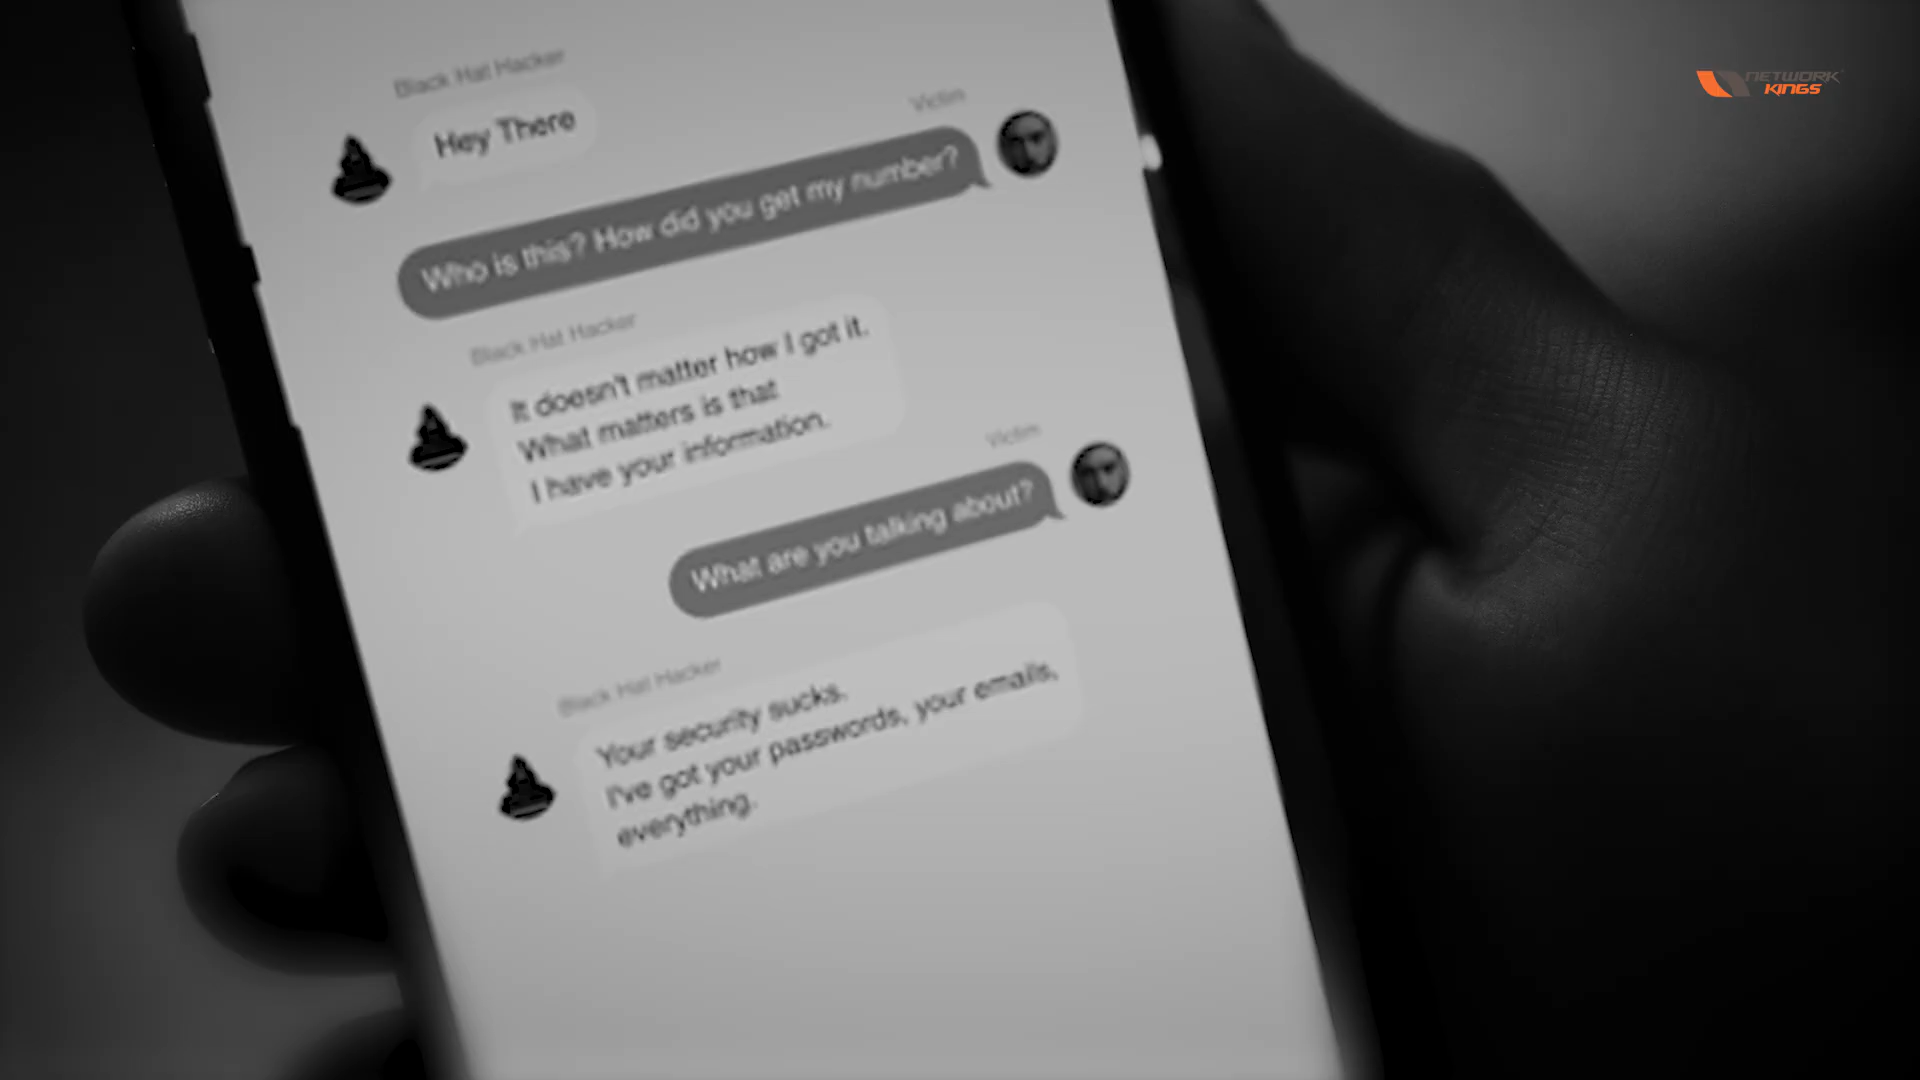 Black Hat Hacker
Hey There
Victim
Who is this? How did you get my number?
Black Hat Hacker
It doesn't matter how I got it.
What matters is that
I have your information.
Victim
What are you talking about?
Black Hat Hacker
Your security sucks.
I've got your passwords, your emails,
everything.
NETWORK
KINGS